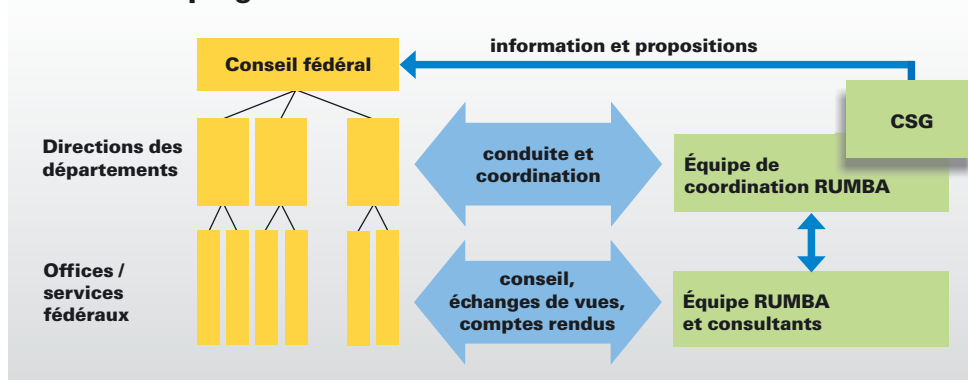 information et propositions
Conseil fédéral
CSG
Directions des
départements
conduite et
coordination
Équipe de
coordination RUMBA
Offices /
services
fédéraux
conseil,
échanges de vues,
comptes rendus
Équipe RUMBA
et consultants